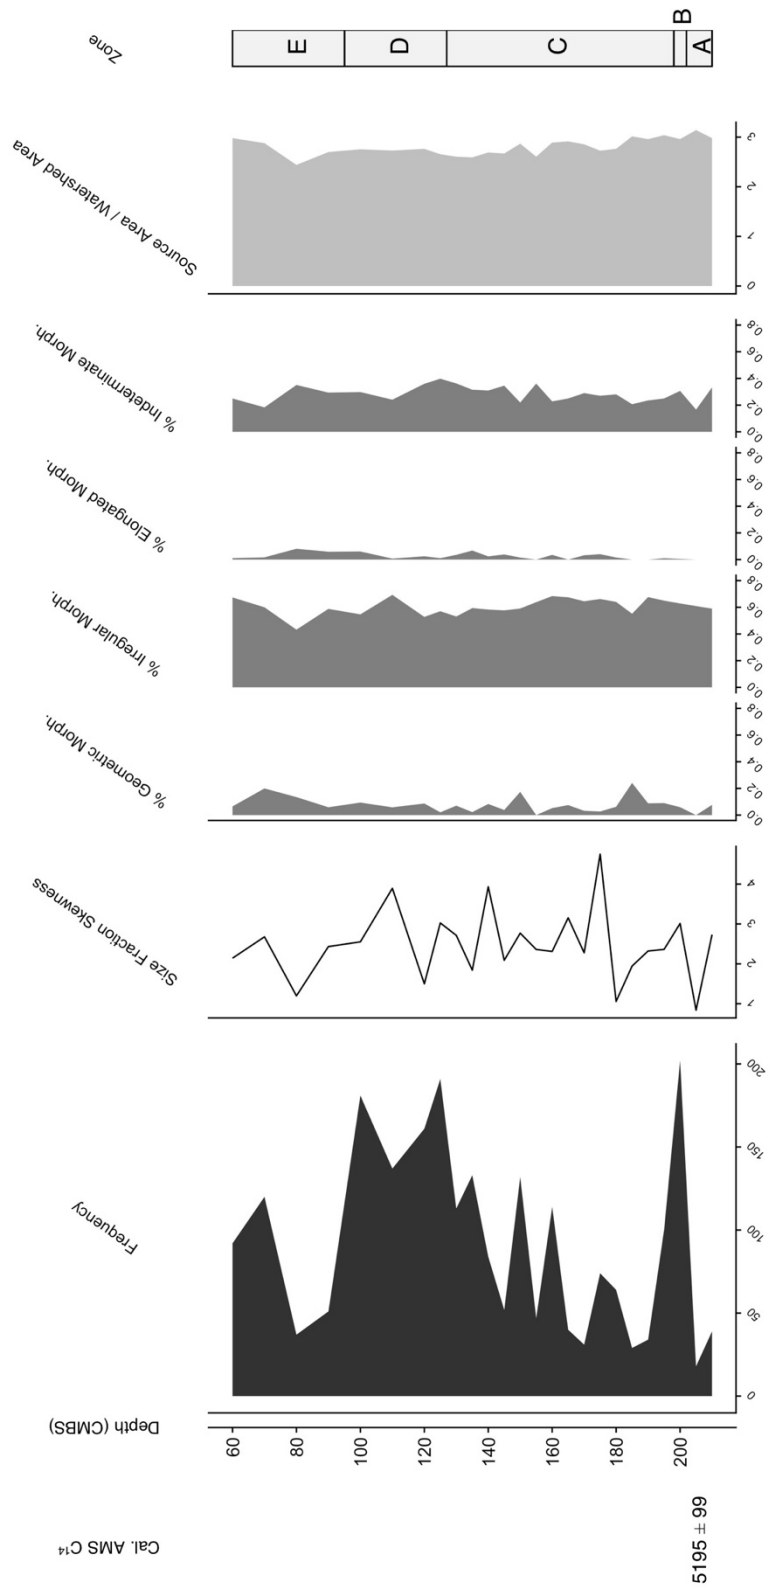 Cal. AMS C¹⁴
5195 ± 99
Depth (CMBS)
60
80
100
120
140
160
180
200
Frequency
0
50
100
150
200
Size Fraction Skewness
1
2
3
4
% Geometric Morph.
0.0
0.2
0.4
0.6
0.8
% Irregular Morph.
0.0
0.2
0.4
0.6
0.8
% Elongated Morph.
0.0
0.2
0.4
0.6
0.8
% Indeterminate Morph.
0.0
0.2
0.4
0.6
0.8
Source Area / Watershed Area
0
1
2
3
Zone
E
D
C
B
A